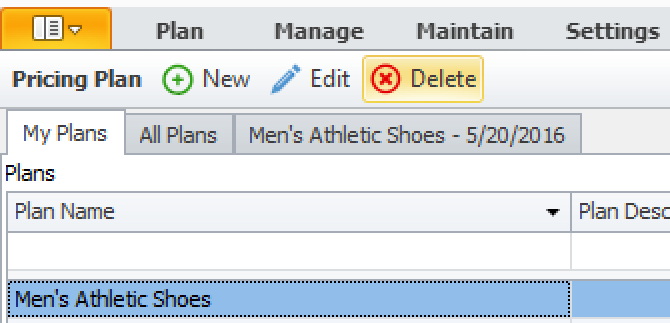 Plan Manage Maintain Settings
Pricing Plan New Edit Delete
My Plans All Plans Men's Athletic Shoes - 5/20/2016
Plans
Plan Name Plan Desc
Men's Athletic Shoes